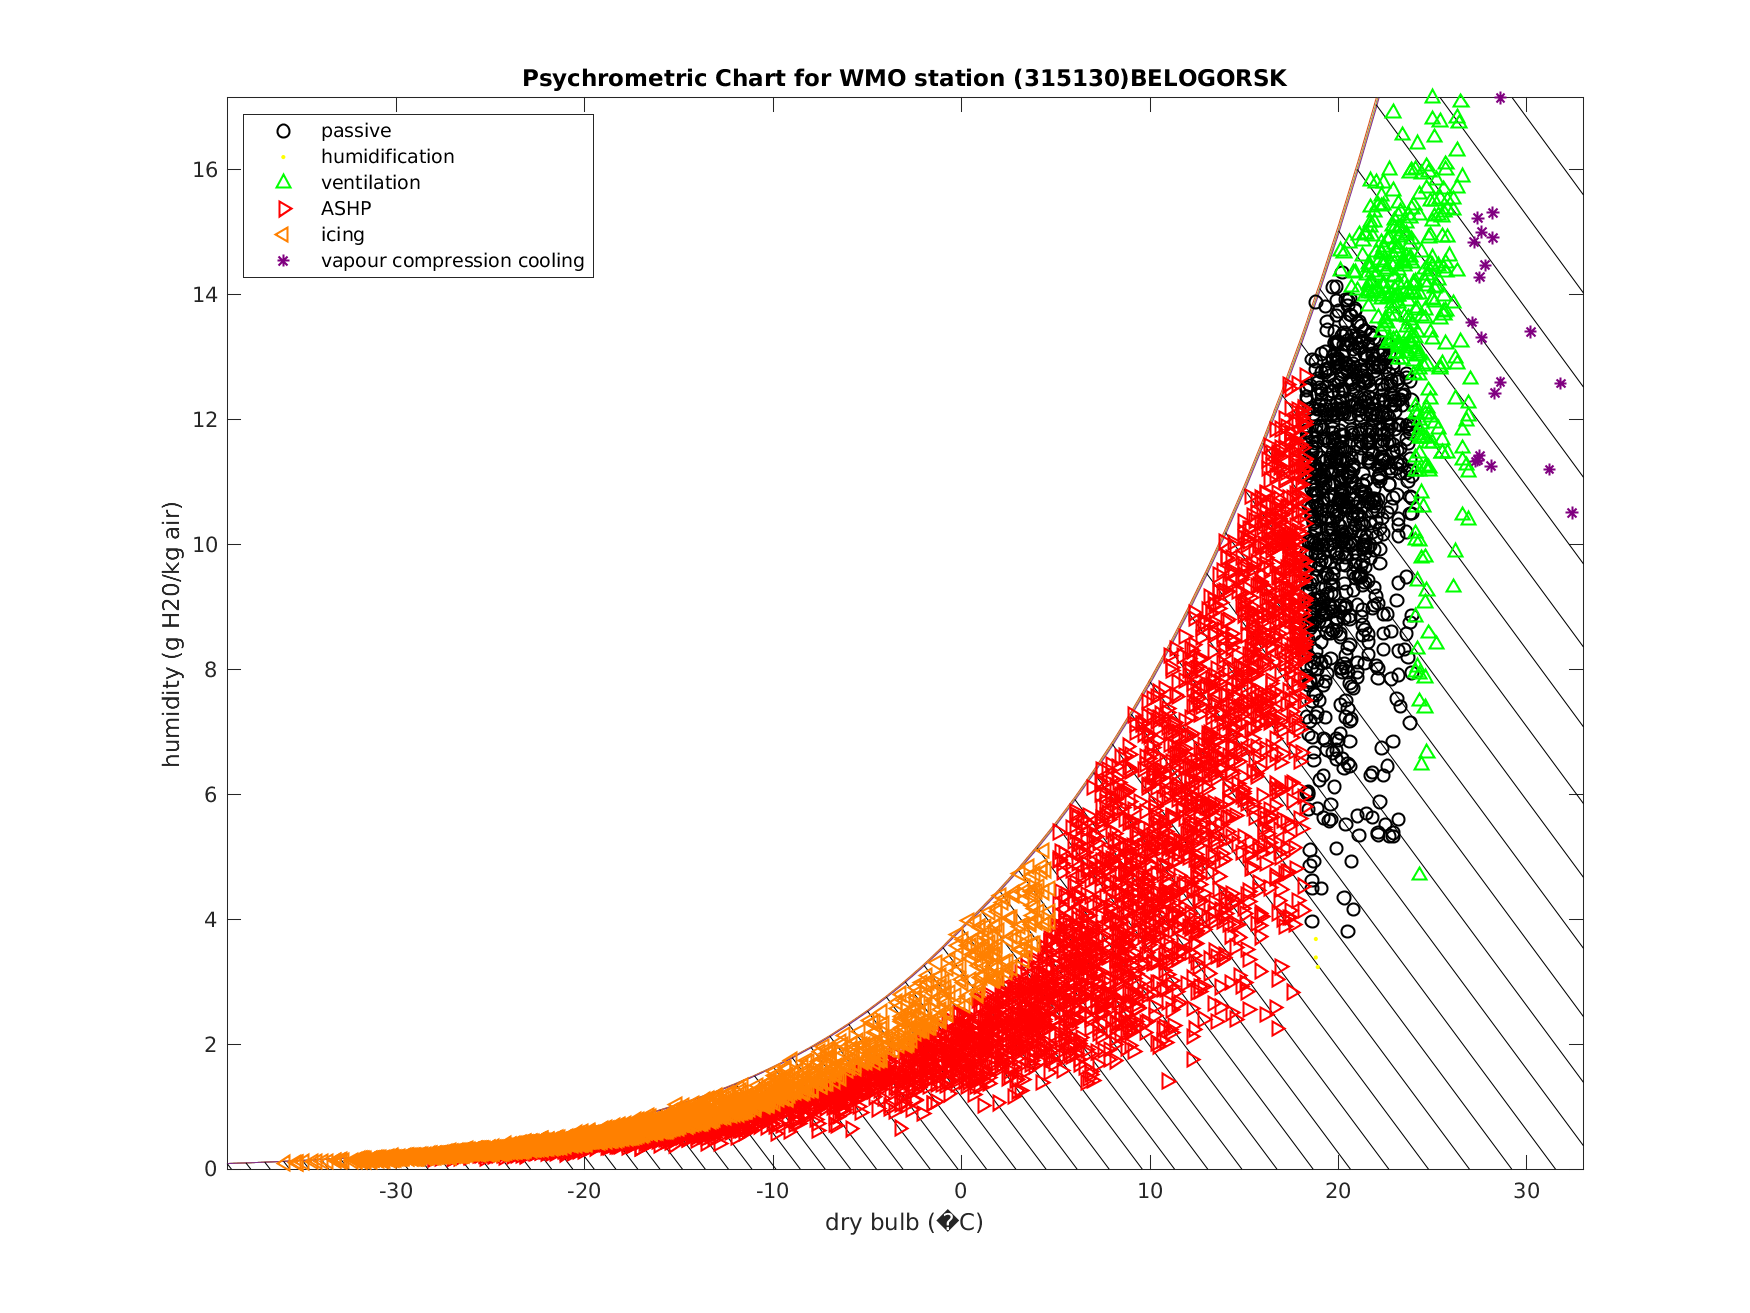 Psychrometric Chart for WMO station (315130)BELOGORSK
passive
humidification
ventilation
ASHP
icing
vapour compression cooling
humidity (g H20/kg air)
16
14
12
10
8
6
4
2
0
-30 -20 -10 0 10 20 30
dry bulb (�C)